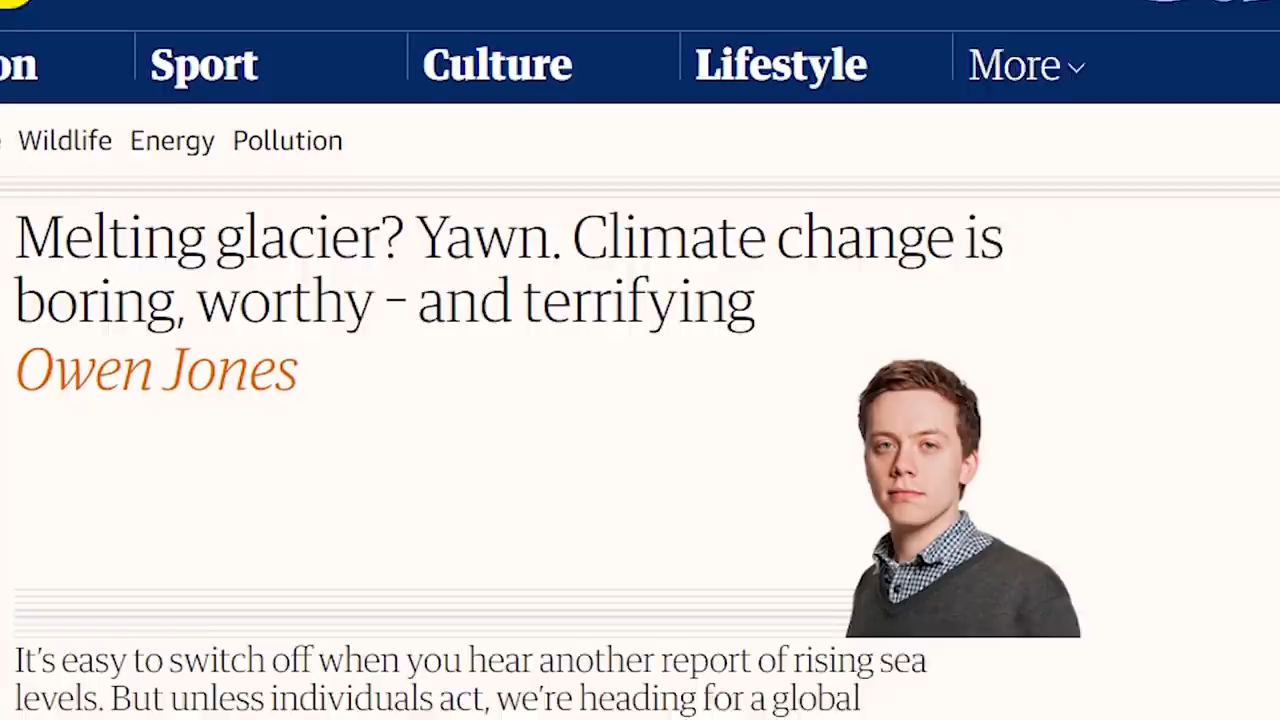 Sport Culture Lifestyle More
Wildlife Energy Pollution
Melting glacier? Yawn. Climate change is
boring, worthy – and terrifying
Owen Jones
It's easy to switch off when you hear another report of rising sea
levels. But unless individuals act, we're heading for a global